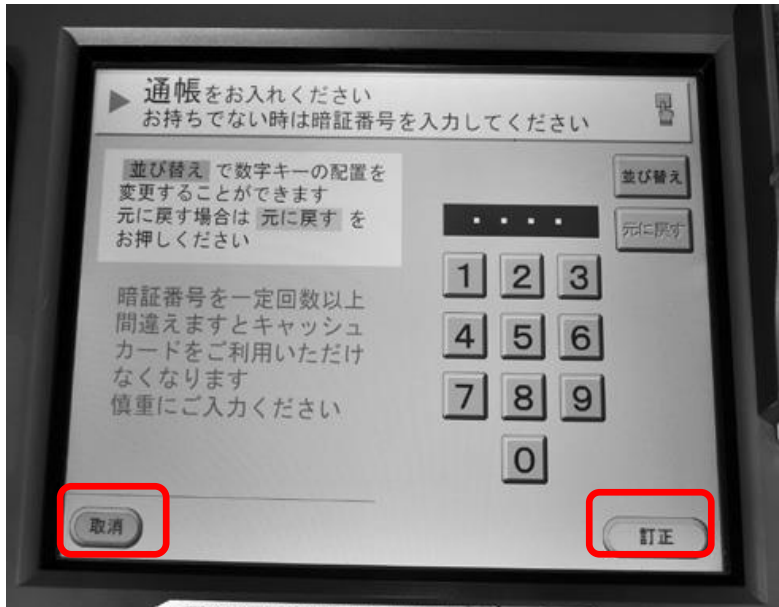 ▶ 通帳をお入れください
お持ちでない時は暗証番号を入力してください
並び替え で数字キーの配置を
変更することができます
元に戻す場合は 元に戻す を
お押しください
並び替え
元に戻す
暗証番号を一定回数以上
間違えますとキャッシュ
カードをご利用いただけ
なくなります
慎重にご入力ください
1 2 3
4 5 6
7 8 9
0
取消
訂正